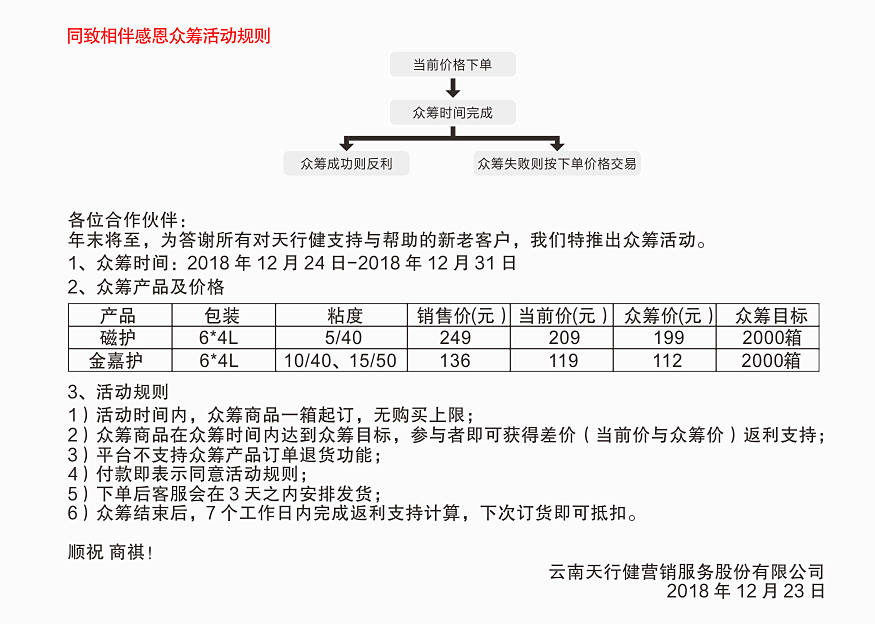 同致相伴感恩众筹活动规则
当前价格下单
众筹时间完成
众筹成功则反利
众筹失败则按下单价格交易
各位合作伙伴：
年末将至，为答谢所有对天行健支持与帮助的新老客户，我们特推出众筹活动。
1、众筹时间：2018 年 12 月 24 日-2018 年 12 月 31 日
2、众筹产品及价格
产品 包装 粘度 销售价(元) 当前价(元) 众筹价(元) 众筹目标
磁护 6*4L 5/40 249 209 199 2000箱
金嘉护 6*4L 10/40、15/50 136 119 112 2000箱
3、活动规则
1）活动时间内，众筹商品一箱起订，无购买上限；
2）众筹商品在众筹时间内达到众筹目标，参与者即可获得差价（当前价与众筹价）返利支持；
3）平台不支持众筹产品订单退货功能；
4）付款即表示同意活动规则；
5）下单后客服会在 3 天之内安排发货；
6）众筹结束后，7 个工作日内完成返利支持计算，下次订货即可抵扣。
顺祝 商祺！
云南天行健营销服务股份有限公司
2018 年 12 月 23 日